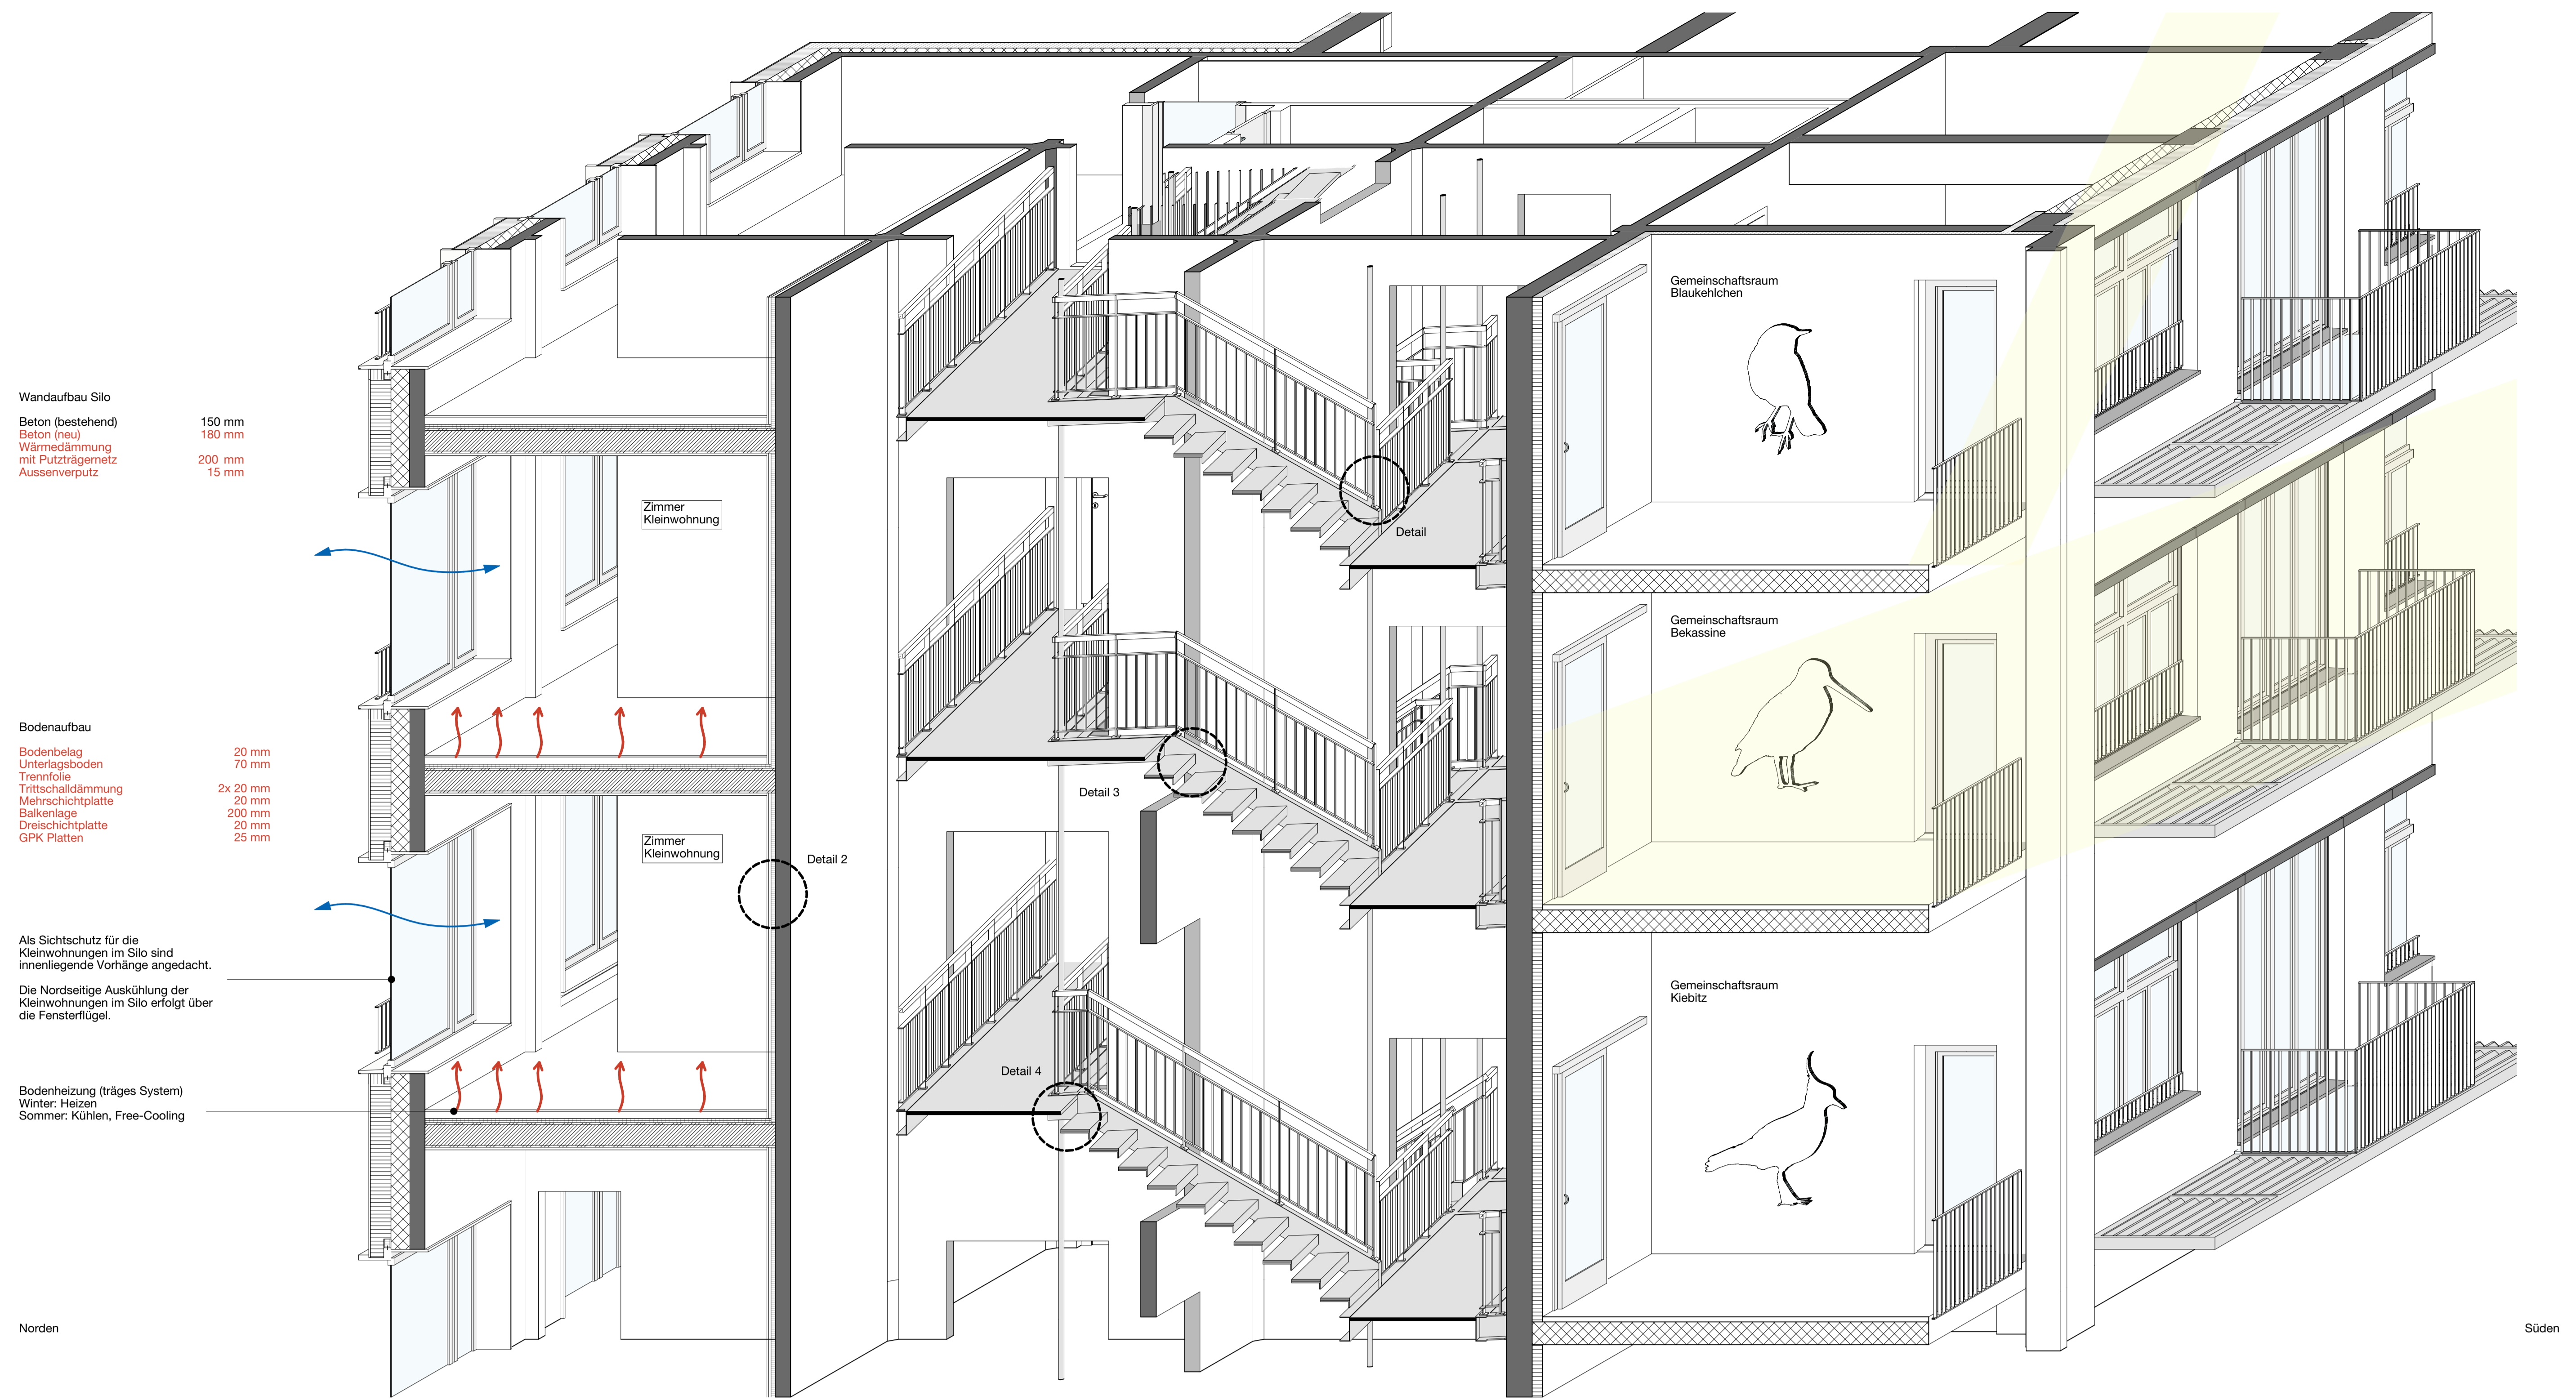 Wandaufbau Silo
Beton (bestehend) 150 mm
Beton (neu) 180 mm
Wärmedämmung
mit Putzträgernetz 200 mm
Aussenverputz 15 mm
Bodenaufbau
Bodenbelag 20 mm
Unterlagsboden 70 mm
Trennfolie
Trittschalldämmung 2x 20 mm
Mehrschichtplatte 20 mm
Balkenlage 200 mm
Dreischichtplatte 20 mm
GPK Platten 25 mm
Als Sichtschutz für die
Kleinwohnungen im Silo sind
innenliegende Vorhänge angedacht.
Die Nordseitige Auskühlung der
Kleinwohnungen im Silo erfolgt über
die Fensterflügel.
Bodenheizung (träges System)
Winter: Heizen
Sommer: Kühlen, Free-Cooling
Norden
Zimmer
Kleinwohnung
Zimmer
Kleinwohnung
Detail 2
Detail
Detail 3
Detail 4
Gemeinschaftsraum
Blaukehlchen
Gemeinschaftsraum
Bekassine
Gemeinschaftsraum
Kiebitz
Süden